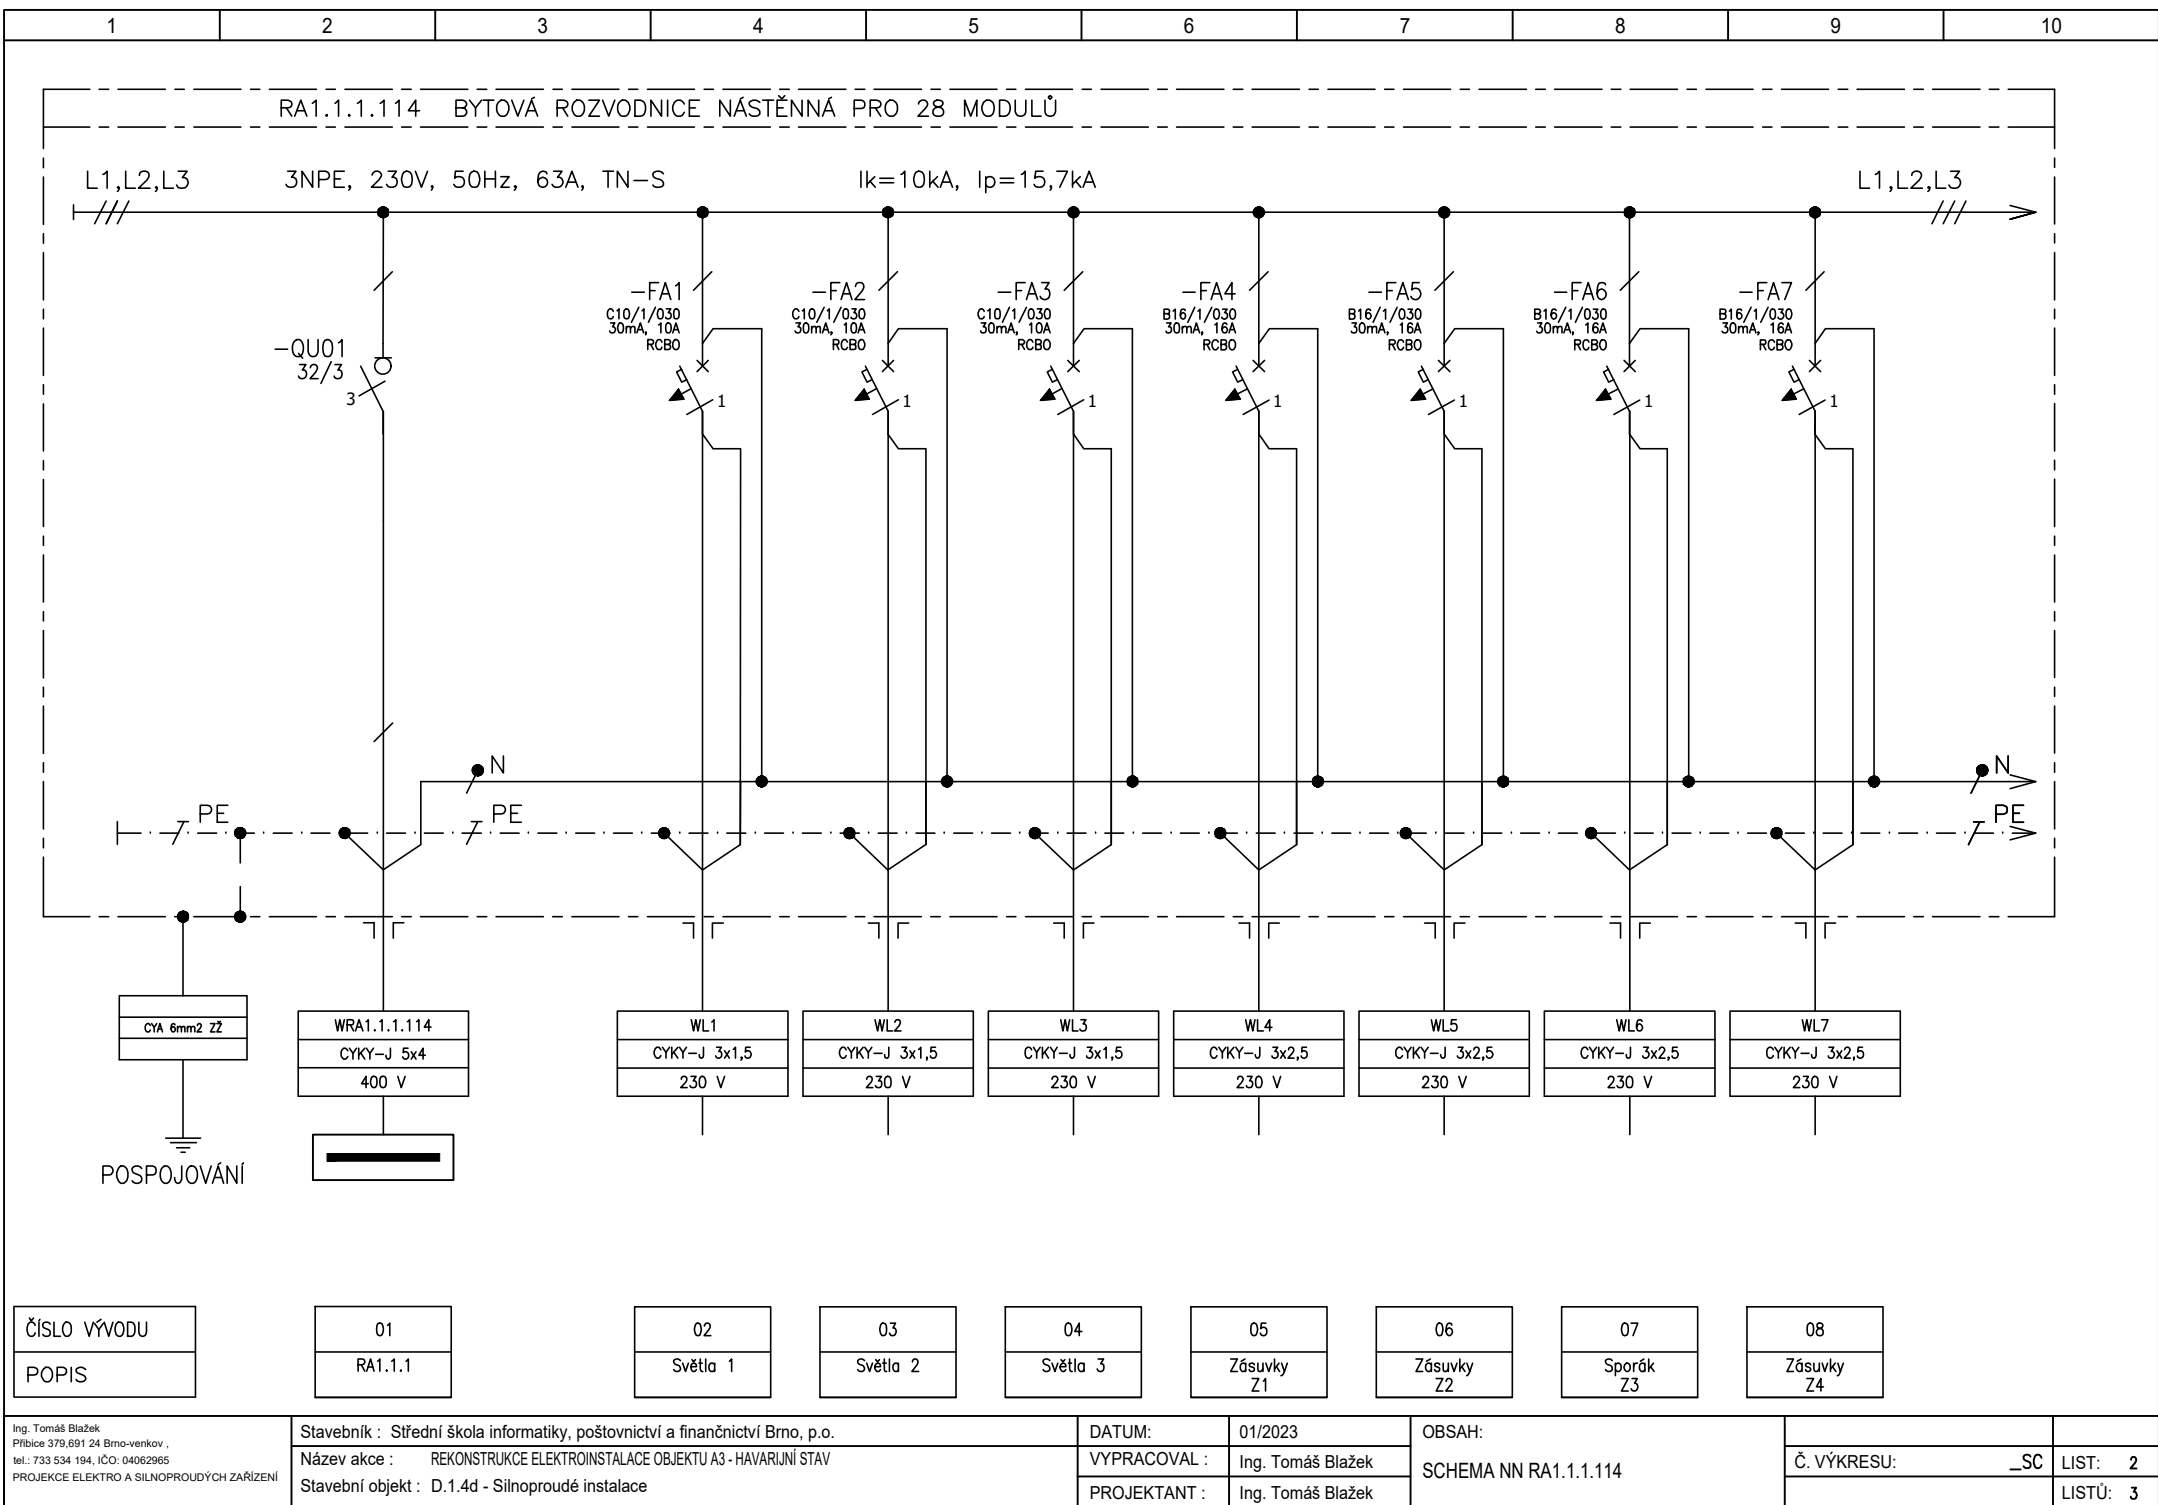 1 2 3 4 5 6 7 8 9 10
RA1.1.1.114 BYTOVÁ ROZVODNICE NÁSTĚNNÁ PRO 28 MODULŮ
L1,L2,L3 3NPE, 230V, 50Hz, 63A, TN-S Ik=10kA, Ip=15,7kA L1,L2,L3
-QU01
32/3
3
-FA1
C10/1/030
30mA, 10A
RCBO
1
-FA2
C10/1/030
30mA, 10A
RCBO
1
-FA3
C10/1/030
30mA, 10A
RCBO
1
-FA4
B16/1/030
30mA, 16A
RCBO
1
-FA5
B16/1/030
30mA, 16A
RCBO
1
-FA6
B16/1/030
30mA, 16A
RCBO
1
-FA7
B16/1/030
30mA, 16A
RCBO
1
N N
PE PE PE
CYA 6mm2 ZŽ
POSPOJOVÁNÍ
WRA1.1.1.114
CYKY-J 5x4
400 V
WL1
CYKY-J 3x1,5
230 V
WL2
CYKY-J 3x1,5
230 V
WL3
CYKY-J 3x1,5
230 V
WL4
CYKY-J 3x2,5
230 V
WL5
CYKY-J 3x2,5
230 V
WL6
CYKY-J 3x2,5
230 V
WL7
CYKY-J 3x2,5
230 V
ČÍSLO VÝVODU
POPIS
01
RA1.1.1
02
Světla 1
03
Světla 2
04
Světla 3
05
Zásuvky
Z1
06
Zásuvky
Z2
07
Sporák
Z3
08
Zásuvky
Z4
Ing. Tomáš Blažek
Přibice 379,691 24 Brno-venkov ,
tel.: 733 534 194, IČO: 04062965
PROJEKCE ELEKTRO A SILNOPROUDÝCH ZAŘÍZENÍ
Stavebník : Střední škola informatiky, poštovnictví a finančnictví Brno, p.o.
Název akce : REKONSTRUKCE ELEKTROINSTALACE OBJEKTU A3 - HAVARIJNÍ STAV
Stavební objekt : D.1.4d - Silnoproudé instalace
DATUM: 01/2023
VYPRACOVAL : Ing. Tomáš Blažek
PROJEKTANT : Ing. Tomáš Blažek
OBSAH:
SCHEMA NN RA1.1.1.114
Č. VÝKRESU: _SC
LIST: 2
LISTŮ: 3